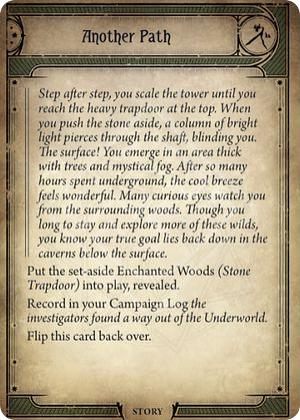 Another Path
Step after step, you scale the tower until you
reach the heavy trapdoor at the top. When
you push the stone aside, a column of bright
light pierces through the shaft, blinding you.
The surface! You emerge in an area thick
with trees and mystical fog. After so many
hours spent underground, the cool breeze
feels wonderful. Many curious eyes watch you
from the surrounding woods. Though you
long to stay and explore more of these wilds,
you know your true goal lies back down in the
caverns below the surface.
Put the set-aside Enchanted Woods (Stone
Trapdoor) into play, revealed.
Record in your Campaign Log the
investigators found a way out of the Underworld.
Flip this card back over.
STORY